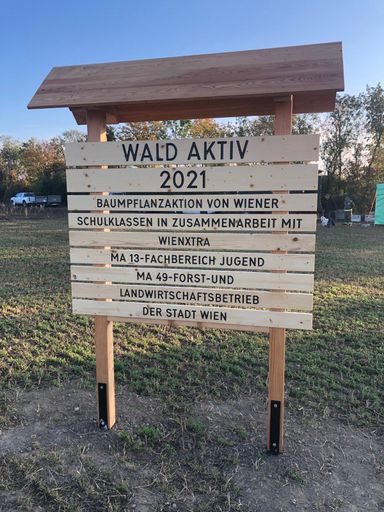 WALD AKTIV
2021
BAUMPFLANZAKTION VON WIENER
SCHULKLASSEN IN ZUSAMMENARBEIT MIT
WIENXTRA
MA 13-FACHBEREICH JUGEND
MA 49-FORST-UND
LANDWIRTSCHAFTSBETRIEB
DER STADT WIEN